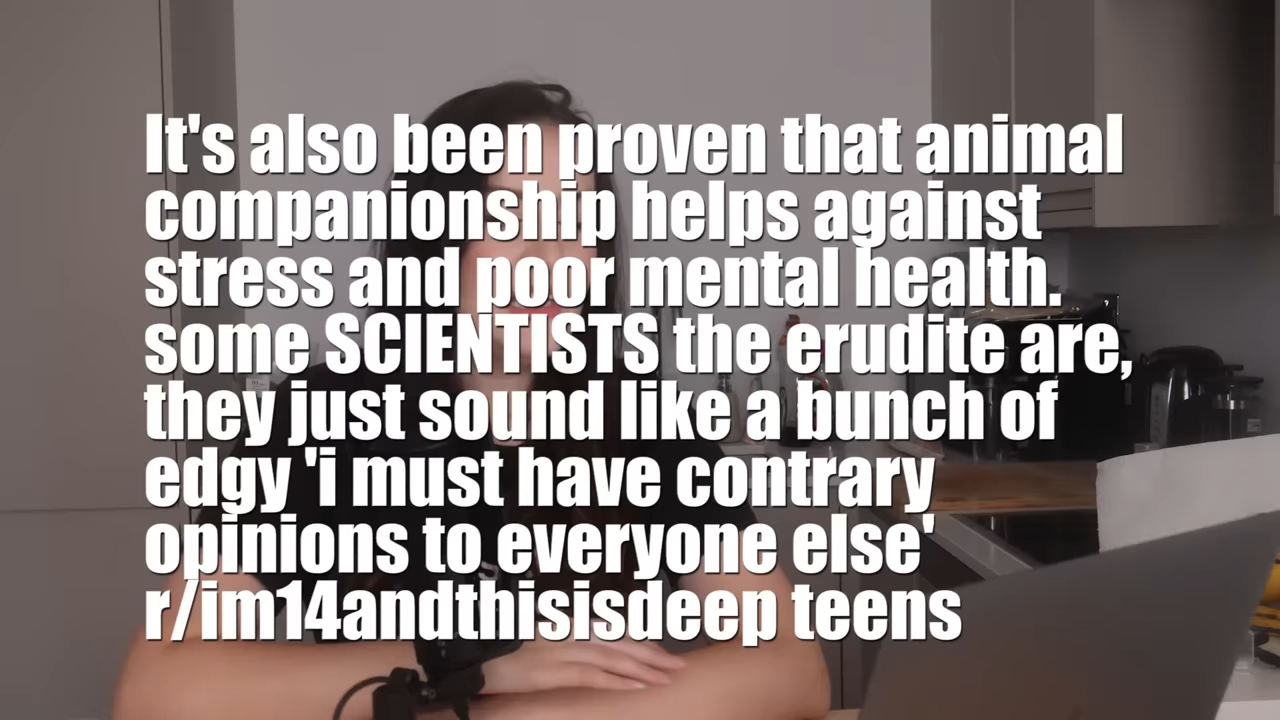 It's also been proven that animal
companionship helps against
stress and poor mental health.
some SCIENTISTS the erudite are,
they just sound like a bunch of
edgy 'i must have contrary
opinions to everyone else'
r/im14andthisisdeep teens